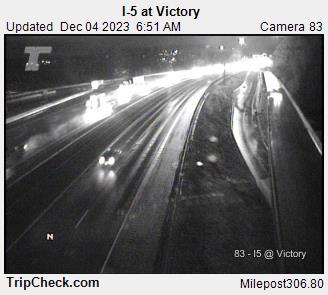 I-5 at Victory
Updated Dec 04 2023 6:51 AM Camera 83
T
N
83 - I5 @ Victory
TripCheck.com Milepost306.80